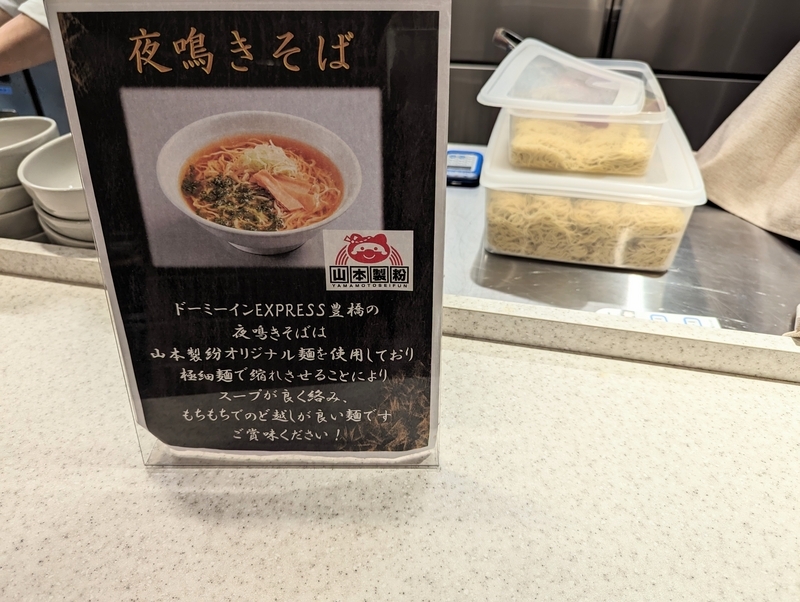 夜鳴きそば
山本製粉
YAMAMOTOSEIFUN
ドーミーインEXPRESS豊橋の
夜鳴きそばは
山本製紛オリジナル麺を使用しており
極細麺で縮れさせることにより
スープが良く絡み、
もちもちでのど越しが良い麺です
ご賞味ください！